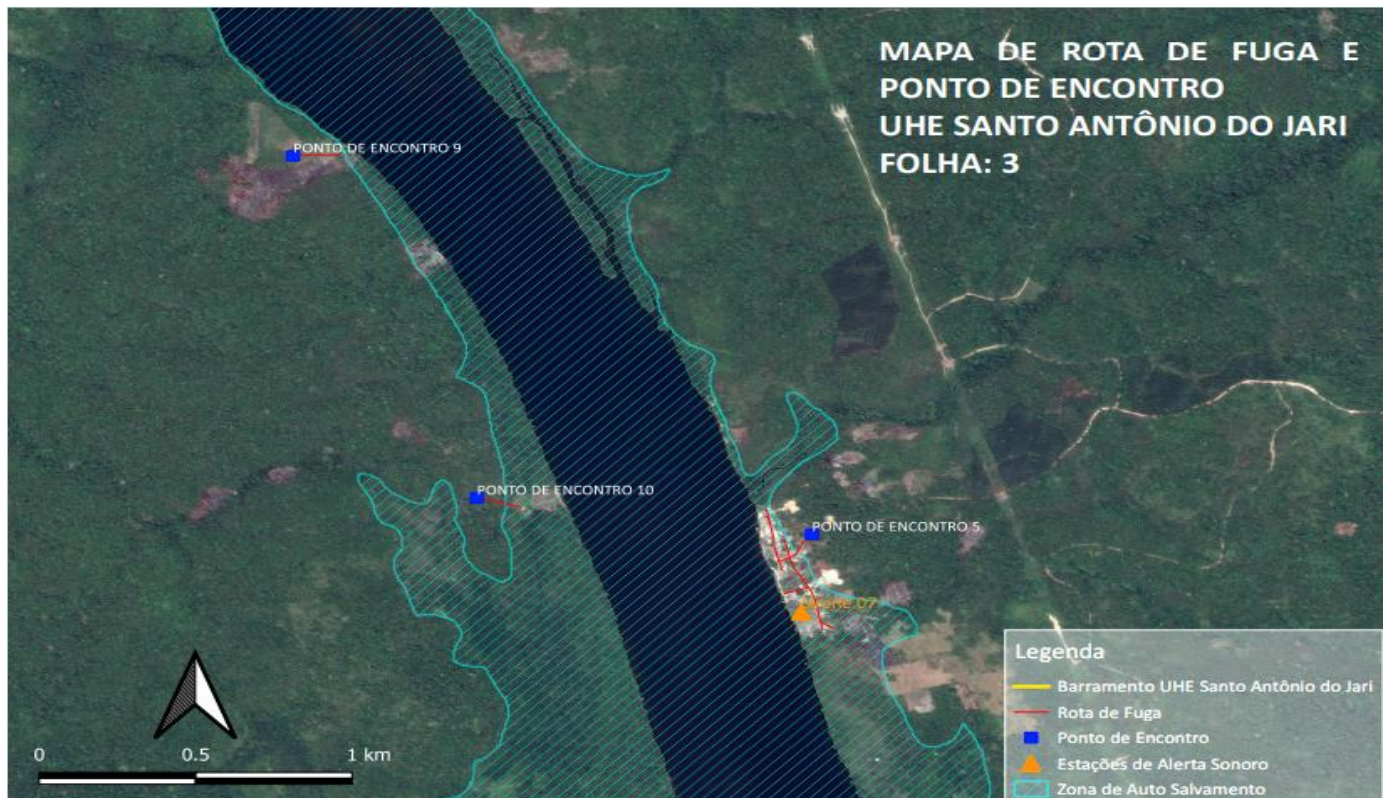 MAPA DE ROTA DE FUGA E
PONTO DE ENCONTRO
UHE SANTO ANTÔNIO DO JARI
FOLHA: 3
PONTO DE ENCONTRO 9
PONTO DE ENCONTRO 10
PONTO DE ENCONTRO 5
07
Legenda
Barramento UHE Santo Antônio do Jari
Rota de Fuga
Ponto de Encontro
Estações de Alerta Sonoro
Zona de Auto Salvamento
0 0.5 1 km